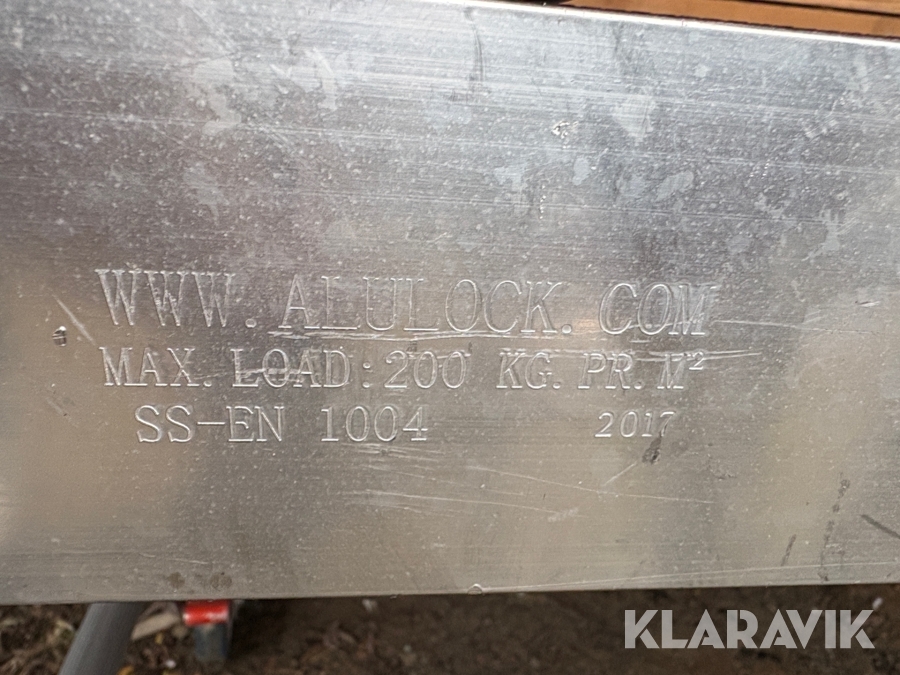 WWW.ALULOCK.COM
MAX. LOAD: 200 KG. PR. M²
SS-EN 1004 2017
KLARAVIK